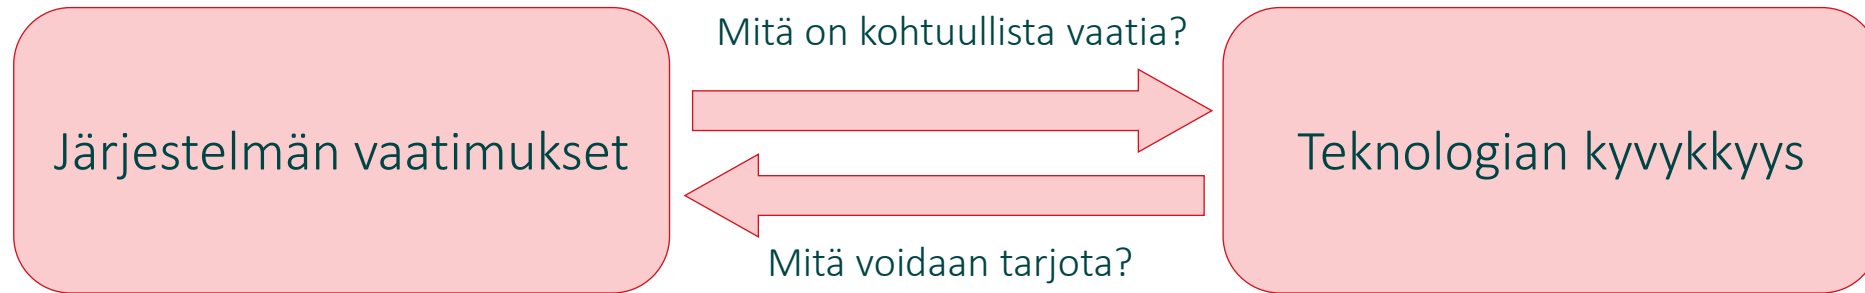 Mitä on kohtuullista vaatia?
Järjestelmän vaatimukset
Teknologian kyvykkyys
Mitä voidaan tarjota?